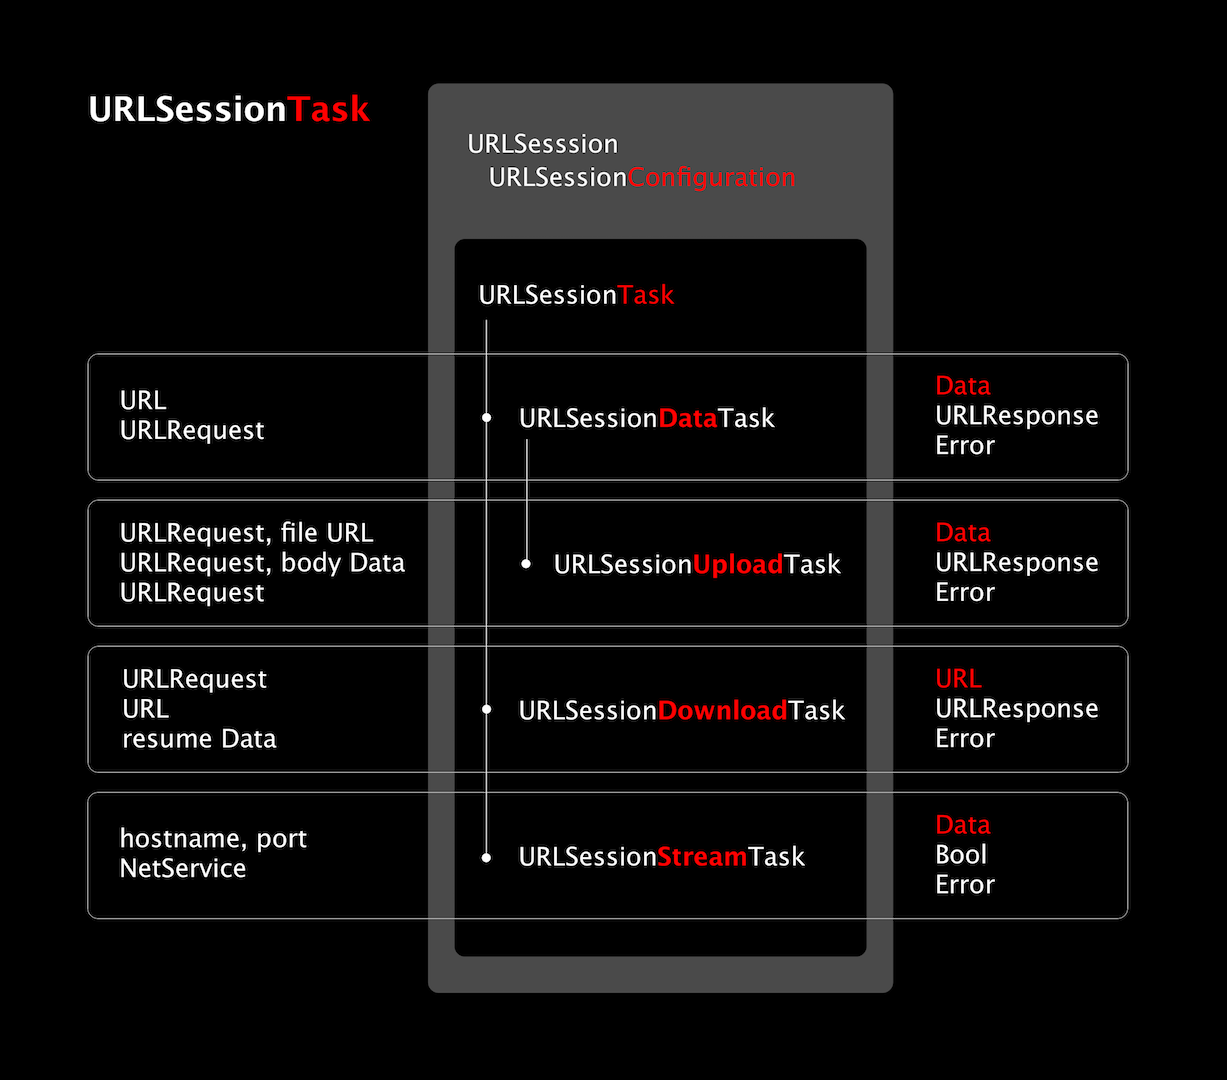 URLSessionTask
URLSesssion
URLSessionConfiguration
URLSessionTask
URL
URLRequest
URLSessionDataTask
Data
URLResponse
Error
URLRequest, file URL
URLRequest, body Data
URLRequest
URLSessionUploadTask
Data
URLResponse
Error
URLRequest
URL
resume Data
URLSessionDownloadTask
URL
URLResponse
Error
hostname, port
NetService
URLSessionStreamTask
Data
Bool
Error